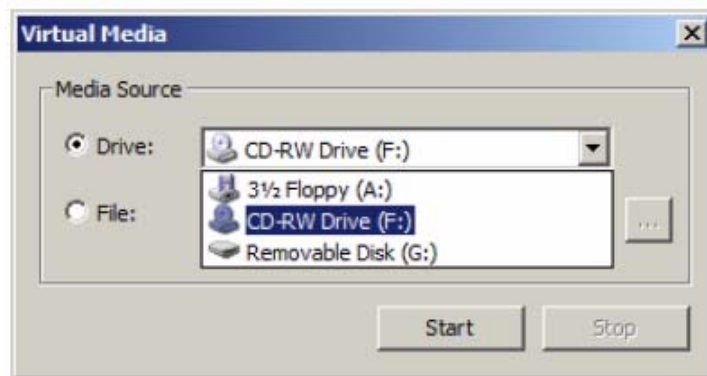 Virtual Media
Media Source
Drive:
CD-RW Drive (F:)
3½ Floppy (A:)
File:
CD-RW Drive (F:)
...
Removable Disk (G:)
Start
Stop